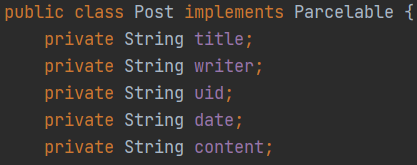 public class Post implements Parcelable {
    private String title;
    private String writer;
    private String uid;
    private String date;
    private String content;